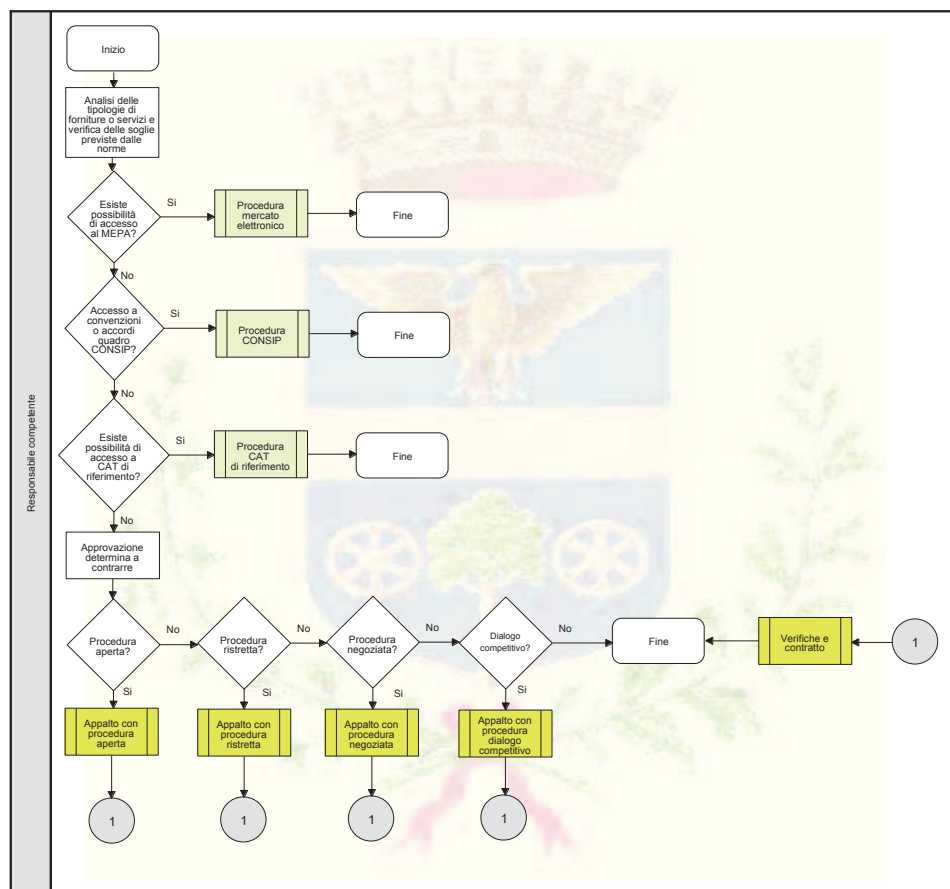 Responsabile competente
Inizio
Analisi delle
tipologie di
forniture o servizi e
verifica delle soglie
previste dalle
norme
Esiste
possibilità
di accesso
al MEPA?
Si
Procedura
mercato
elettronico
Fine
No
Accesso a
convenzioni
o accordi
quadro
CONSIP?
Si
Procedura
CONSIP
Fine
No
Esiste
possibilità di
accesso a
CAT di
riferimento?
Si
Procedura
CAT
di riferimento
Fine
No
Approvazione
determina a
contrarre
Procedura
aperta?
No
Procedura
ristretta?
No
Procedura
negoziata?
No
Dialogo
competitivo?
No
Fine
Verifiche e
contratto
1
Si
Si
Si
Si
Appalto con
procedura
aperta
Appalto con
procedura
ristretta
Appalto con
procedura
negoziata
Appalto con
procedura
dialogo
competitivo
1
1
1
1